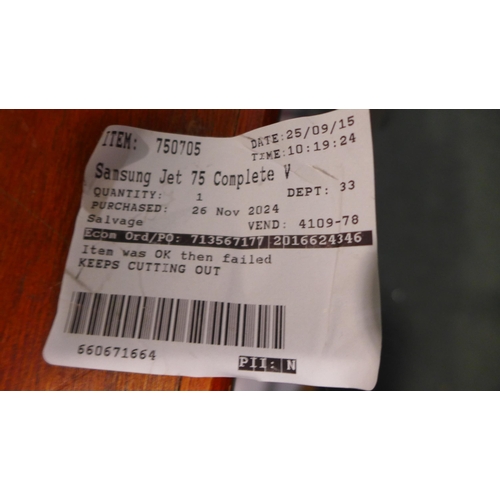 ITEM: 750705 DATE:25/09/15
TIME:10:19:24
Samsung Jet 75 Complete V
QUANTITY: 1 DEPT: 33
PURCHASED: 26 Nov 2024
Salvage VEND: 4109-78
Ecom Ord/PO: 713567177 2016624346
Item was OK then failed
KEEPS CUTTING OUT
660671664
PII: N